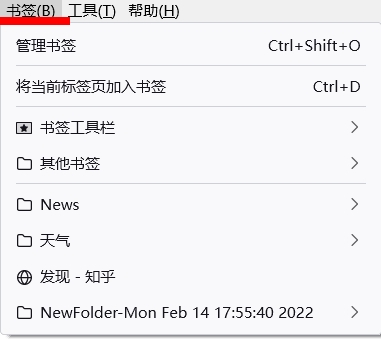 书签(B) 工具(T) 帮助(H)
管理书签 Ctrl+Shift+O
将当前标签页加入书签 Ctrl+D
书签工具栏
其他书签
News
天气
发现 - 知乎
NewFolder-Mon Feb 14 17:55:40 2022